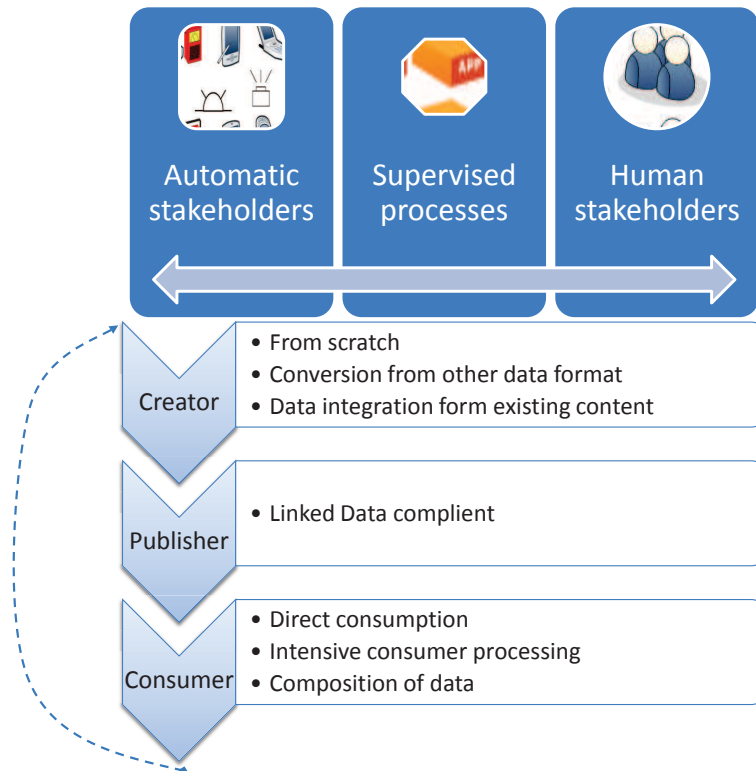 APP
Automatic
stakeholders
Supervised
processes
Human
stakeholders
Creator
• From scratch
• Conversion from other data format
• Data integration form existing content
Publisher
• Linked Data complient
Consumer
• Direct consumption
• Intensive consumer processing
• Composition of data